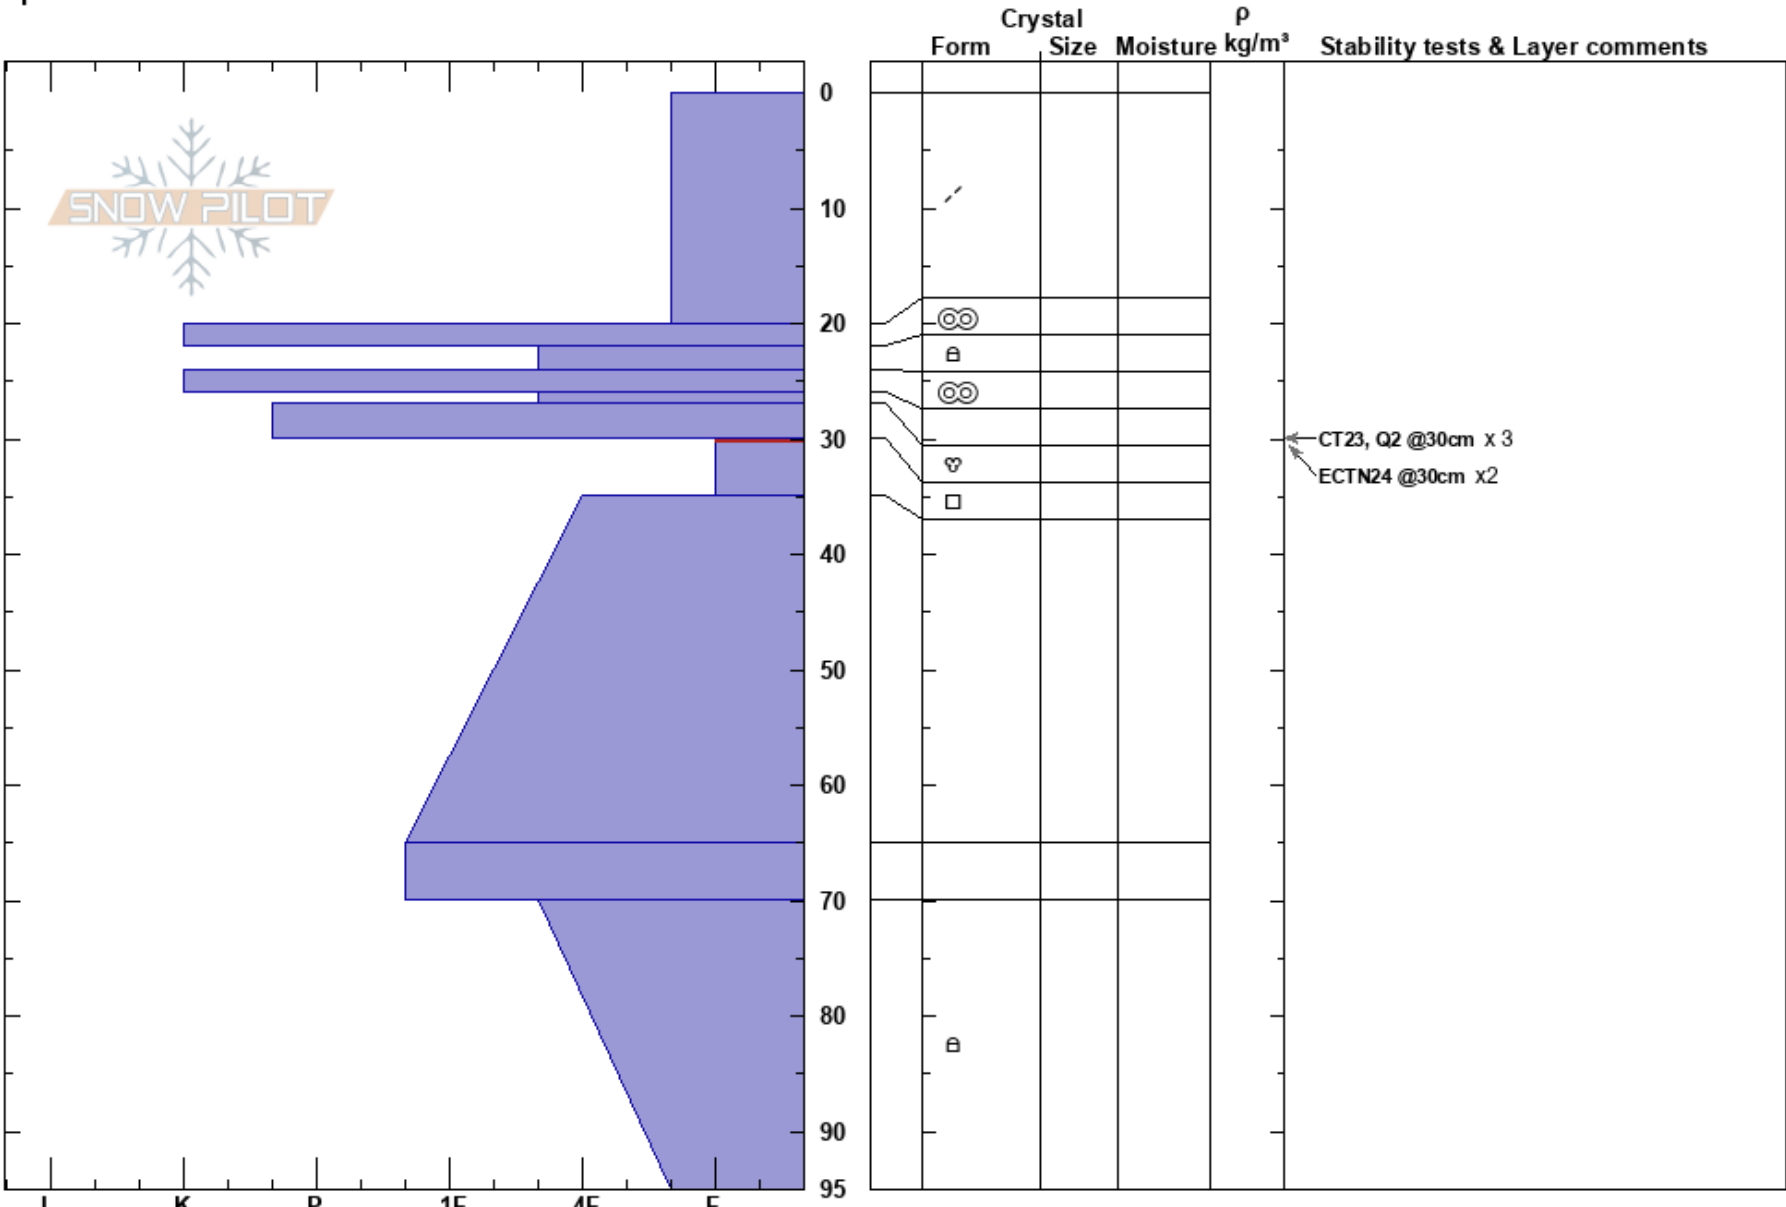 Crystal ρ
Form Size Moisture kg/m³ Stability tests & Layer comments
0
SNOW PILOT
10
20
30
CT23, Q2 @30cm x 3
ECTN24 @30cm x2
40
50
60
70
80
90
95
I K P 1F 4F F